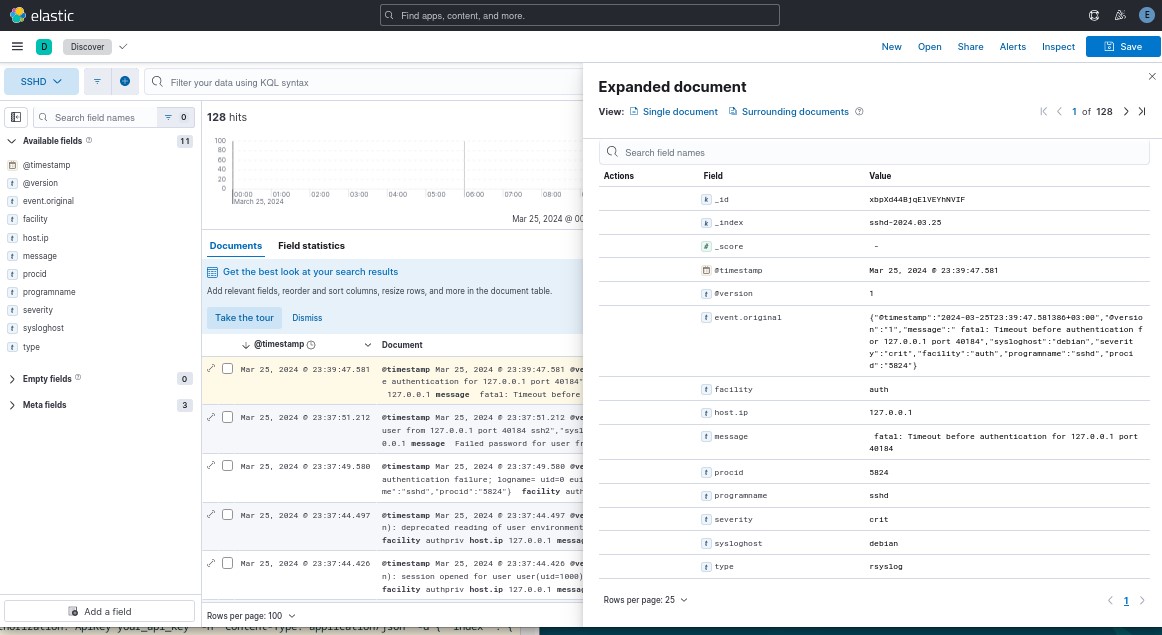 elastic
Find apps, content, and more.
E
D
Discover
New
Open
Share
Alerts
Inspect
Save
SSHD
Filter your data using KQL syntax
Search field names
0
Available fields
11
@timestamp
@version
event.original
facility
host.ip
message
procid
programname
severity
sysloghost
type
Empty fields
0
Meta fields
3
Add a field
128 hits
100
80
60
40
20
0
00:00 01:00 02:00 03:00 04:00 05:00 06:00 07:00 08:00
March 25, 2024
Mar 25, 2024 @ 00
Documents
Field statistics
Get the best look at your search results
Add relevant fields, reorder and sort columns, resize rows, and more in the document table.
Take the tour
Dismiss
@timestamp
Document
Mar 25, 2024 @ 23:39:47.581
@timestamp Mar 25, 2024 @ 23:39:47.581 @ve
e authentication for 127.0.0.1 port 40184"
127.0.0.1 message fatal: Timeout before
Mar 25, 2024 @ 23:37:51.212
@timestamp Mar 25, 2024 @ 23:37:51.212 @ve
user from 127.0.0.1 port 40184 ssh2","sysl
0.0.1 message Failed password for user fr
Mar 25, 2024 @ 23:37:49.580
@timestamp Mar 25, 2024 @ 23:37:49.580 @ve
authentication failure; logname= uid=0 eui
me":"sshd","procid":"5824"} facility auth
Mar 25, 2024 @ 23:37:44.497
@timestamp Mar 25, 2024 @ 23:37:44.497 @ve
n): deprecated reading of user environment
facility authpriv host.ip 127.0.0.1 messag
Mar 25, 2024 @ 23:37:44.426
@timestamp Mar 25, 2024 @ 23:37:44.426 @ve
n): session opened for user user(uid=1000)
facility authpriv host.ip 127.0.0.1 messag
Rows per page: 100
Expanded document
View:
Single document
Surrounding documents
1 of 128
Search field names
Actions
Field
Value
_id
xbpXd44BjqElVEYhNVIF
_index
sshd-2024.03.25
_score
-
@timestamp
Mar 25, 2024 @ 23:39:47.581
@version
1
event.original
{"@timestamp":"2024-03-25T23:39:47.581386+03:00","@versio
n":"1","message":" fatal: Timeout before authentication f
or 127.0.0.1 port 40184","sysloghost":"debian","severit
y":"crit","facility":"auth","programname":"sshd","proci
d":"5824"}
facility
auth
host.ip
127.0.0.1
message
fatal: Timeout before authentication for 127.0.0.1 port
40184
procid
5824
programname
sshd
severity
crit
sysloghost
debian
type
rsyslog
Rows per page: 25
1